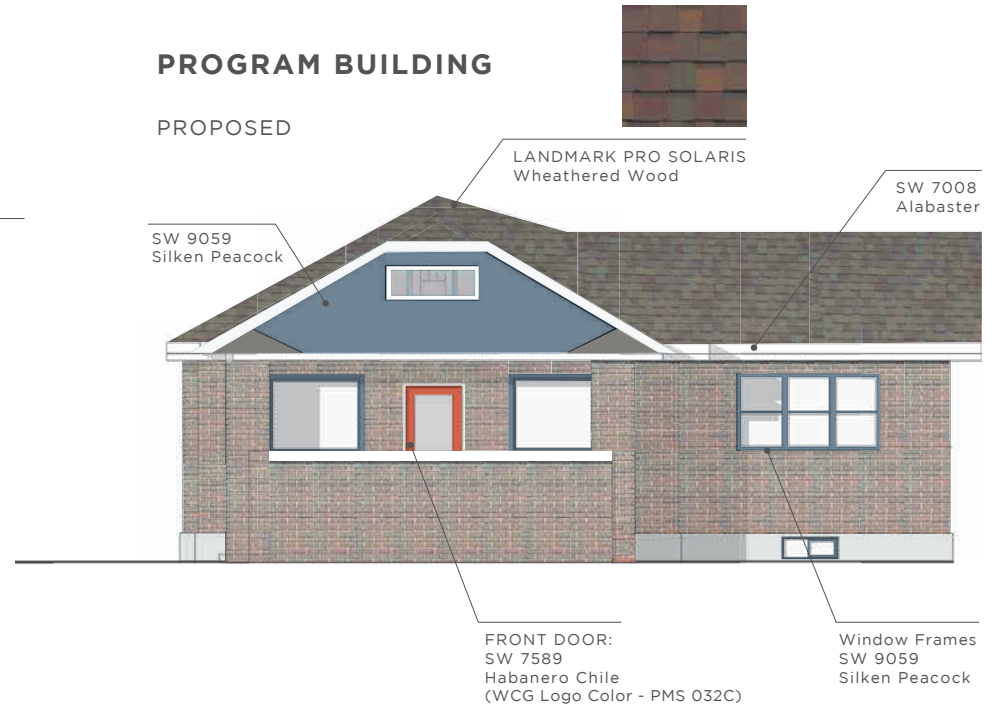 PROGRAM BUILDING
PROPOSED
LANDMARK PRO SOLARIS
Wheathered Wood
SW 7008
Alabaster
SW 9059
Silken Peacock
FRONT DOOR:
SW 7589
Habanero Chile
(WCG Logo Color - PMS 032C)
Window Frames
SW 9059
Silken Peacock